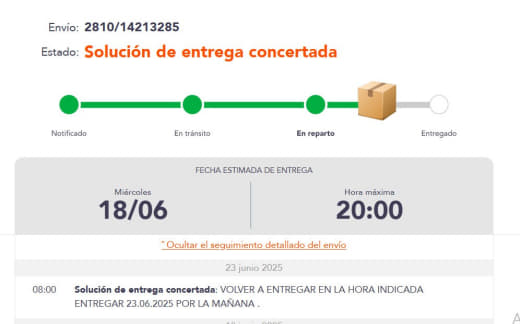 Envío: 2810/14213285
Estado: Solución de entrega concertada
Notificado En tránsito En reparto Entregado
FECHA ESTIMADA DE ENTREGA
Miércoles Hora máxima
18/06 20:00
ˆ Ocultar el seguimiento detallado del envío
23 junio 2025
08:00 Solución de entrega concertada: VOLVER A ENTREGAR EN LA HORA INDICADA
ENTREGAR 23.06.2025 POR LA MAÑANA .